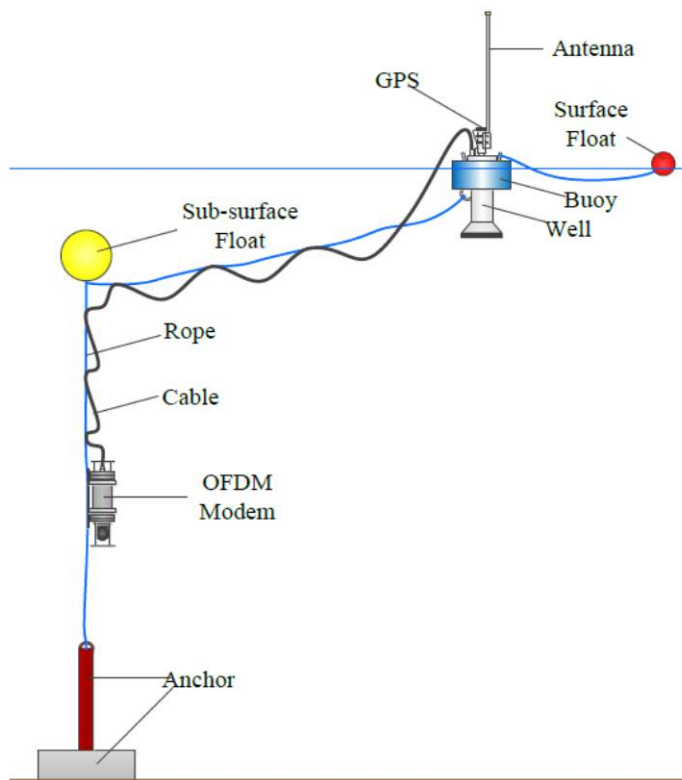 Antenna
GPS
Surface
Float
Buoy
Well
Sub-surface
Float
Rope
Cable
OFDM
Modem
Anchor